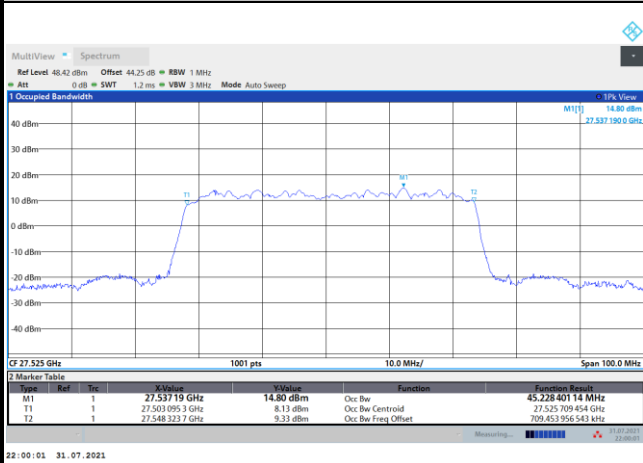 MultiView Spectrum
Ref Level 48.42 dBm Offset 44.25 dB RBW 1 MHz
Att 0 dB SWT 1.2 ms VBW 3 MHz Mode Auto Sweep
1 Occupied Bandwidth 1Pk View
M1[1] 14.80 dBm
27.537 190 0 GHz
40 dBm
30 dBm
20 dBm
M1
T1 T2
10 dBm
0 dBm
-10 dBm
-20 dBm
-30 dBm
-40 dBm
CF 27.525 GHz 1001 pts 10.0 MHz/ Span 100.0 MHz
2 Marker Table
Type Ref Trc X-Value Y-Value Function Function Result
M1 1 27.537 19 GHz 14.80 dBm Occ Bw 45.228 401 14 MHz
T1 1 27.503 095 3 GHz 8.13 dBm Occ Bw Centroid 27.525 709 454 GHz
T2 1 27.548 323 7 GHz 9.33 dBm Occ Bw Freq Offset 709.453 956 543 kHz
Measuring... 31.07.2021
22:00:01
22:00:01 31.07.2021